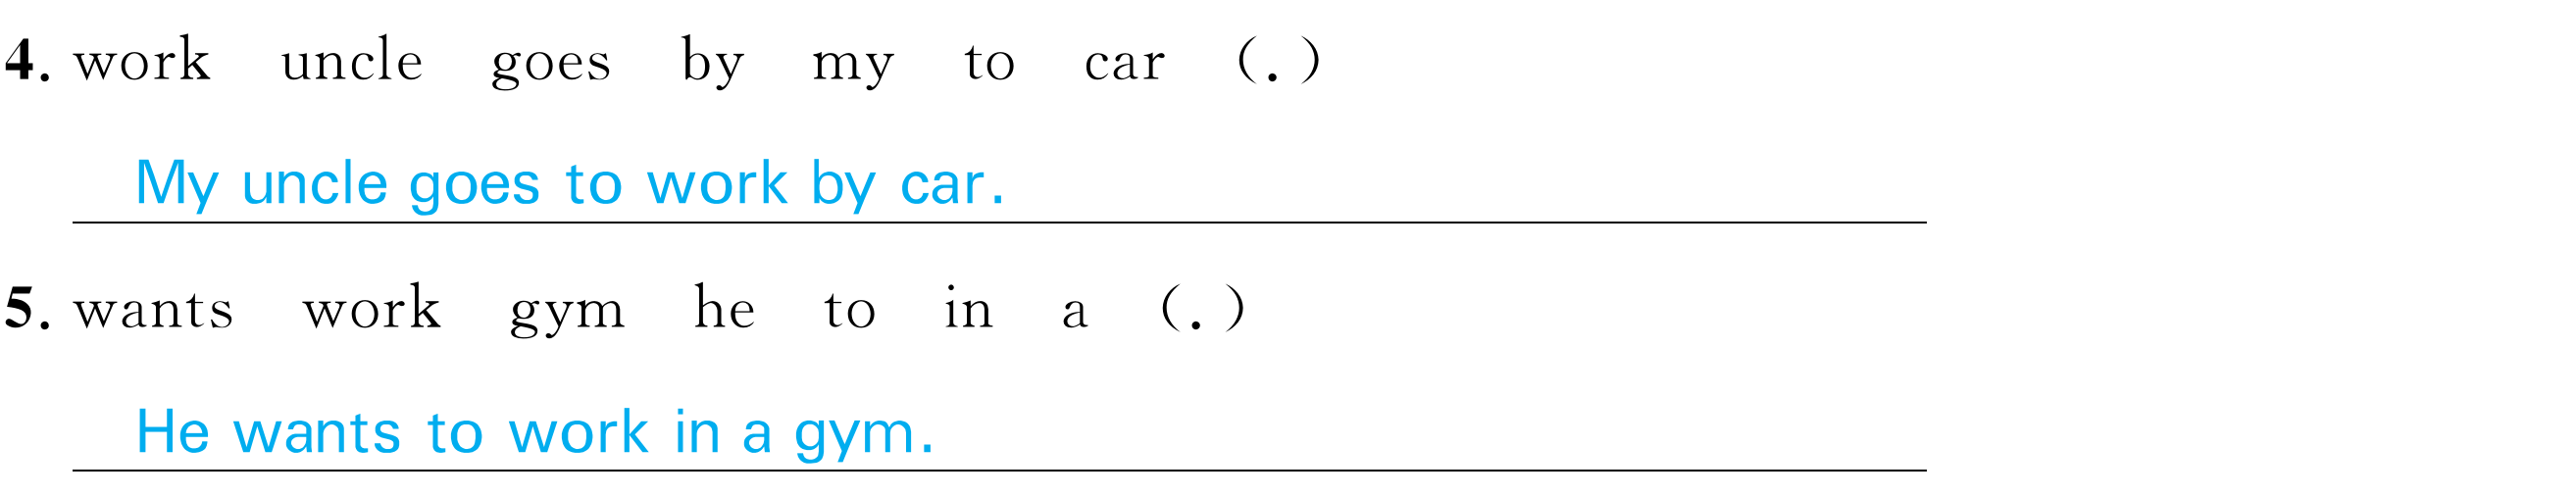 4. work uncle goes by my to car (.)
My uncle goes to work by car.
5. wants work gym he to in a (.)
He wants to work in a gym.